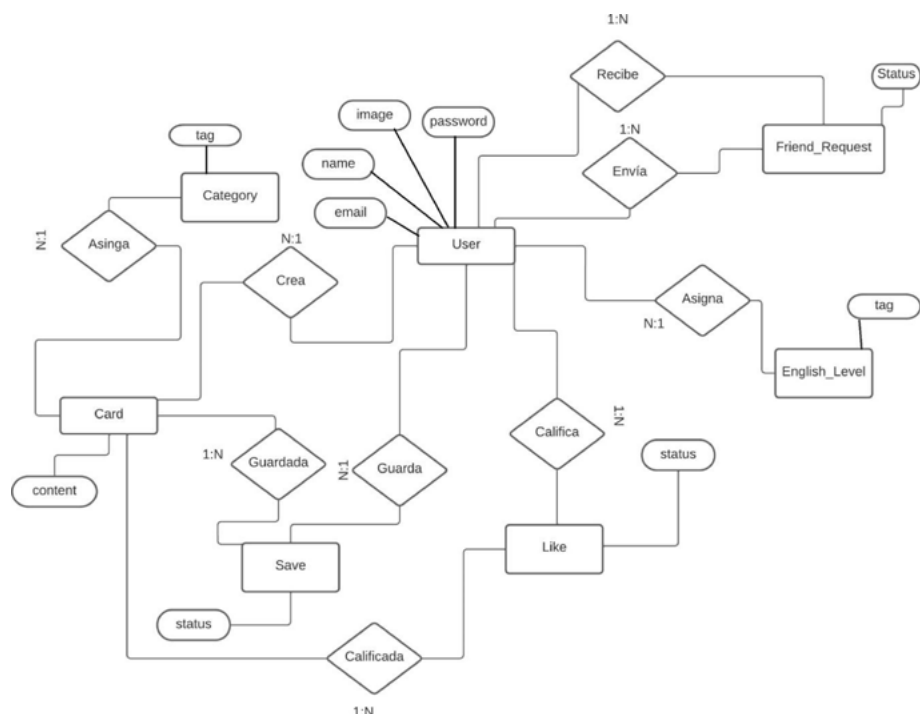 1:N
Recibe
Status
image
password
1:N
tag
Friend_Request
name
Envía
Category
email
N:1
Asinga
N:1
User
Crea
Asigna
tag
N:1
English_Level
Card
1:N
Califica
1:N
Guardada
N:1
Guarda
status
content
Like
Save
status
Calificada
1:N